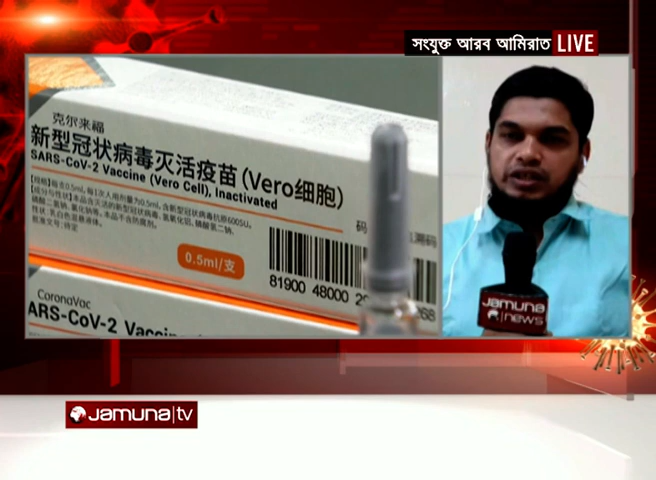 সংযুক্ত আরব আমিরাত LIVE
克尔来福
新型冠状病毒灭活疫苗(Vero细胞)
SARS-CoV-2 Vaccine (Vero Cell), Inactivated
0.5ml/支
81900 48000
CoronaVac
ARS-CoV-2 Vaccin
JAMUNA
news
JAMUNA|TV